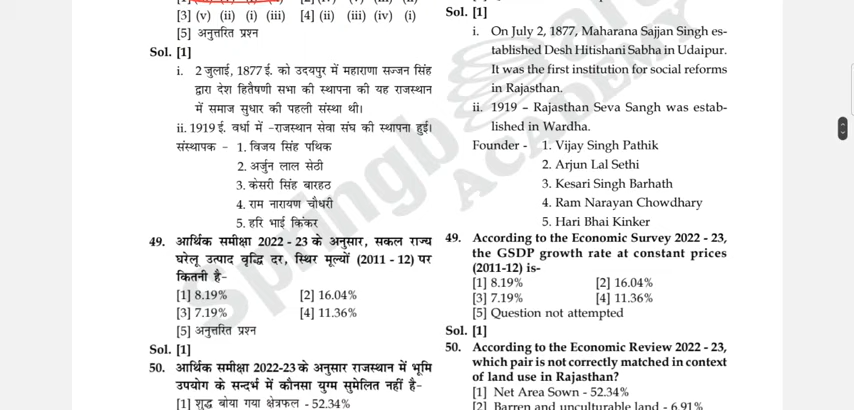 [3] (v) (ii) (i) (iii) [4] (ii) (iii) (iv) (i)
[5] अनुत्तरित प्रश्न
Sol. [1]
i. 2 जुलाई, 1877 ई. को उदयपुर में महाराणा सज्जन सिंह
द्वारा देश हितैषणी सभा की स्थापना की यह राजस्थान
में समाज सुधार की पहली संस्था थी।
ii. 1919 ई. वर्धा में -राजस्थान सेवा संघ की स्थापना हुई।
संस्थापक - 1. विजय सिंह पथिक
2. अर्जुन लाल सेठी
3. केसरी सिंह बारहठ
4. राम नारायण चौधरी
5. हरि भाई किंकर
49. आर्थिक समीक्षा 2022 - 23 के अनुसार, सकल राज्य
घरेलू उत्पाद वृद्धि दर, स्थिर मूल्यों (2011 - 12) पर
कितनी है-
[1] 8.19% [2] 16.04%
[3] 7.19% [4] 11.36%
[5] अनुत्तरित प्रश्न
Sol. [1]
50. आर्थिक समीक्षा 2022-23 के अनुसार राजस्थान में भूमि
उपयोग के सन्दर्भ में कौनसा युग्म सुमेलित नहीं है-
[1] शुद्ध बोया गया क्षेत्रफल - 52.34%
Sol. [1]
i. On July 2, 1877, Maharana Sajjan Singh es-
tablished Desh Hitishani Sabha in Udaipur.
It was the first institution for social reforms
in Rajasthan.
ii. 1919 – Rajasthan Seva Sangh was estab-
lished in Wardha.
Founder - 1. Vijay Singh Pathik
2. Arjun Lal Sethi
3. Kesari Singh Barhath
4. Ram Narayan Chowdhary
5. Hari Bhai Kinker
49. According to the Economic Survey 2022 - 23,
the GSDP growth rate at constant prices
(2011-12) is-
[1] 8.19% [2] 16.04%
[3] 7.19% [4] 11.36%
[5] Question not attempted
Sol. [1]
50. According to the Economic Review 2022 - 23,
which pair is not correctly matched in context
of land use in Rajasthan?
[1] Net Area Sown - 52.34%
[2] Barren and unculturable land - 6.91%
Springb
ACADEMY